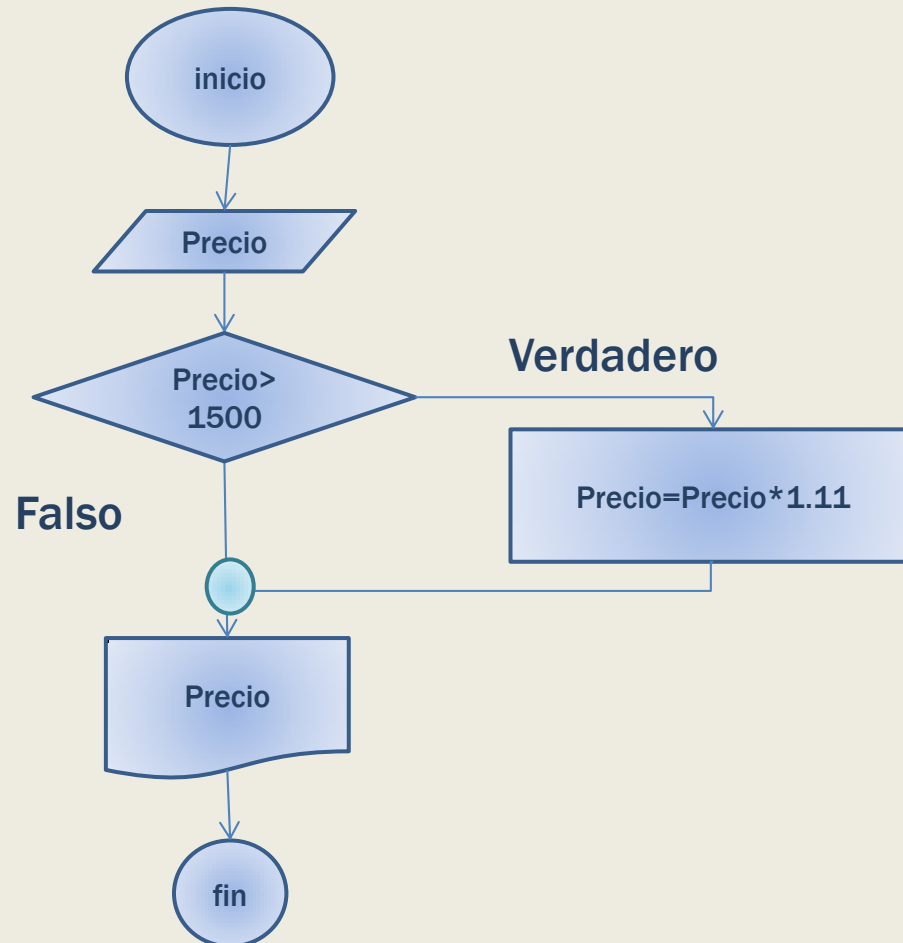 inicio
Precio
Precio>
1500
Verdadero
Precio=Precio*1.11
Falso
Precio
fin